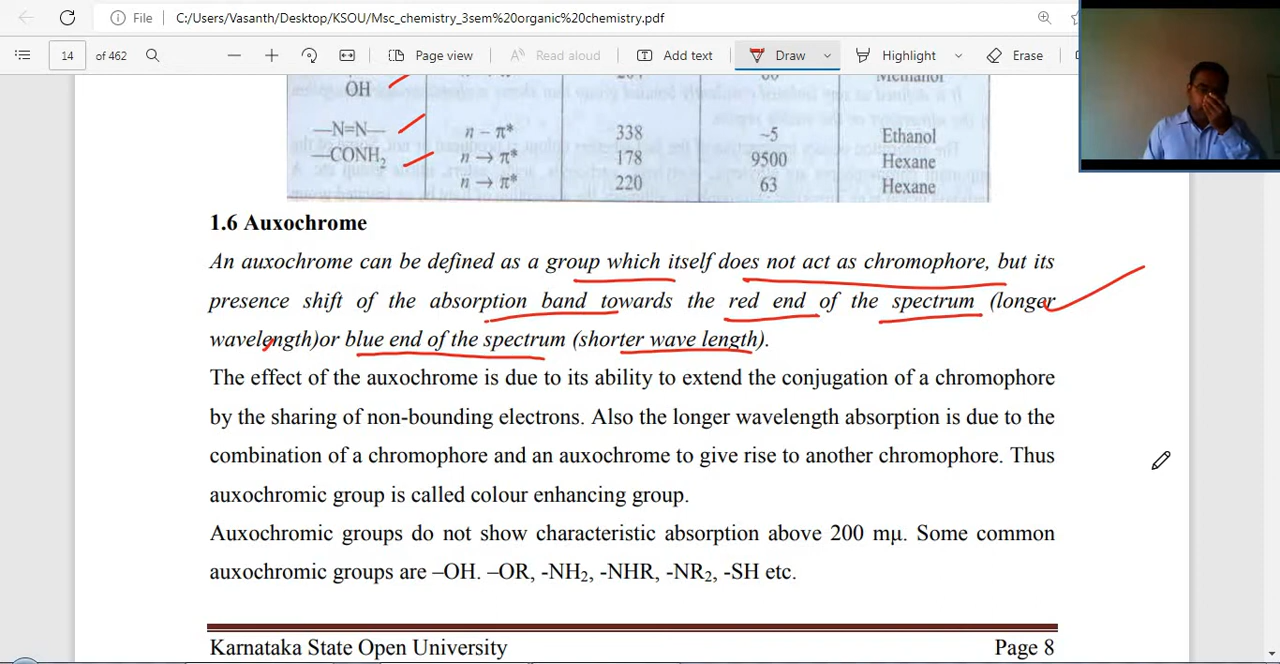 File C:/Users/Vasanth/Desktop/KSOU/Msc_chemistry_3sem%20organic%20chemistry.pdf
14 of 462 Page view Read aloud Add text Draw Highlight Erase
OH Methanol
—N=N— n – π* 338 ~5 Ethanol
—CONH₂ n → π* 178 9500 Hexane
n → π* 220 63 Hexane
1.6 Auxochrome
An auxochrome can be defined as a group which itself does not act as chromophore, but its
presence shift of the absorption band towards the red end of the spectrum (longer
wavelength)or blue end of the spectrum (shorter wave length).
The effect of the auxochrome is due to its ability to extend the conjugation of a chromophore
by the sharing of non-bounding electrons. Also the longer wavelength absorption is due to the
combination of a chromophore and an auxochrome to give rise to another chromophore. Thus
auxochromic group is called colour enhancing group.
Auxochromic groups do not show characteristic absorption above 200 mμ. Some common
auxochromic groups are –OH. –OR, -NH₂, -NHR, -NR₂, -SH etc.
Karnataka State Open University Page 8